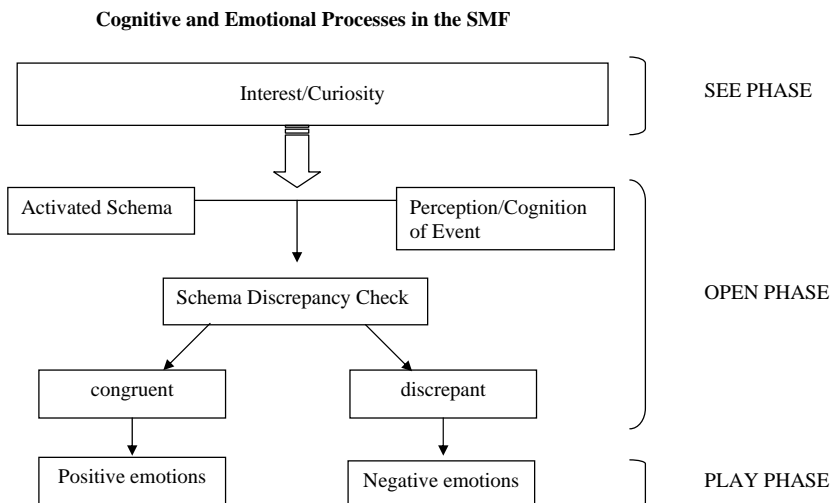 Cognitive and Emotional Processes in the SMF
Interest/Curiosity
SEE PHASE
Activated Schema
Perception/Cognition
of Event
Schema Discrepancy Check
OPEN PHASE
congruent
discrepant
Positive emotions
Negative emotions
PLAY PHASE